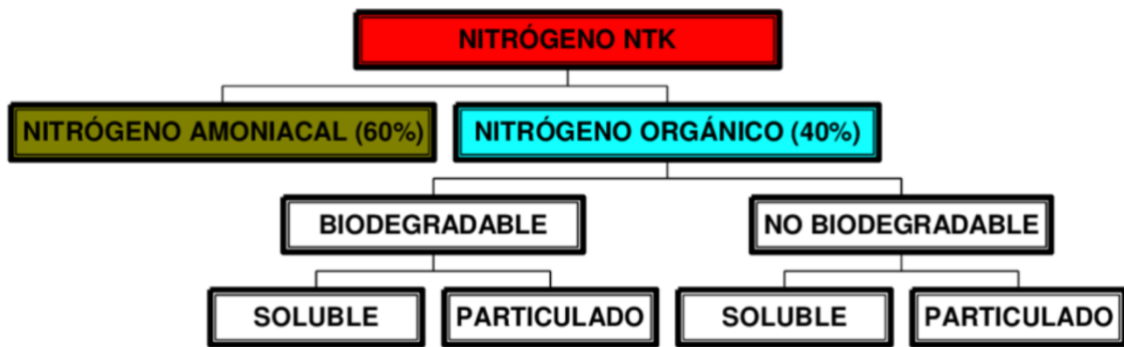 NITRÓGENO NTK
NITRÓGENO AMONIACAL (60%)
NITRÓGENO ORGÁNICO (40%)
BIODEGRADABLE
NO BIODEGRADABLE
SOLUBLE
PARTICULADO
SOLUBLE
PARTICULADO